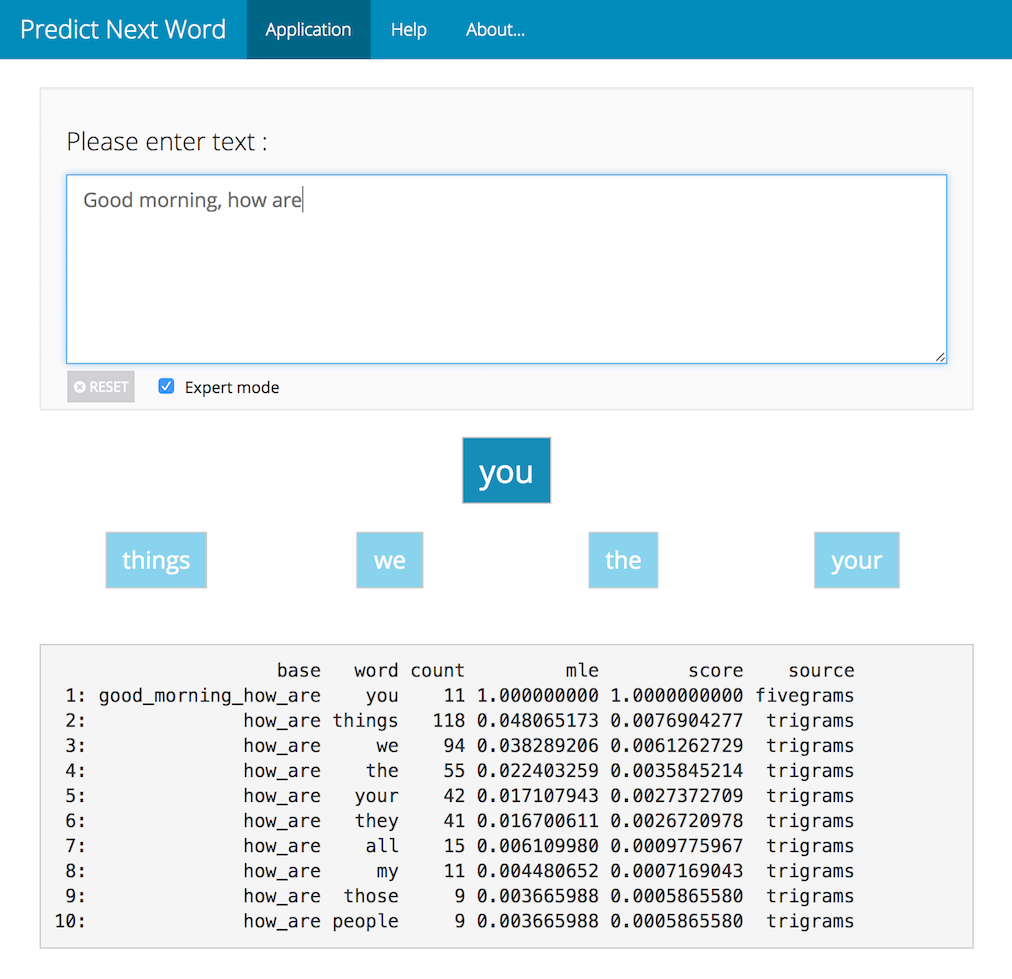 Predict Next Word Application Help About...
Please enter text :
Good morning, how are
RESET Expert mode
you
things we the your
base word count mle score source
1: good_morning_how_are you 11 1.000000000 1.0000000000 fivegrams
2: how_are things 118 0.048065173 0.0076904277 trigrams
3: how_are we 94 0.038289206 0.0061262729 trigrams
4: how_are the 55 0.022403259 0.0035845214 trigrams
5: how_are your 42 0.017107943 0.0027372709 trigrams
6: how_are they 41 0.016700611 0.0026720978 trigrams
7: how_are all 15 0.006109980 0.0009775967 trigrams
8: how_are my 11 0.004480652 0.0007169043 trigrams
9: how_are those 9 0.003665988 0.0005865580 trigrams
10: how_are people 9 0.003665988 0.0005865580 trigrams